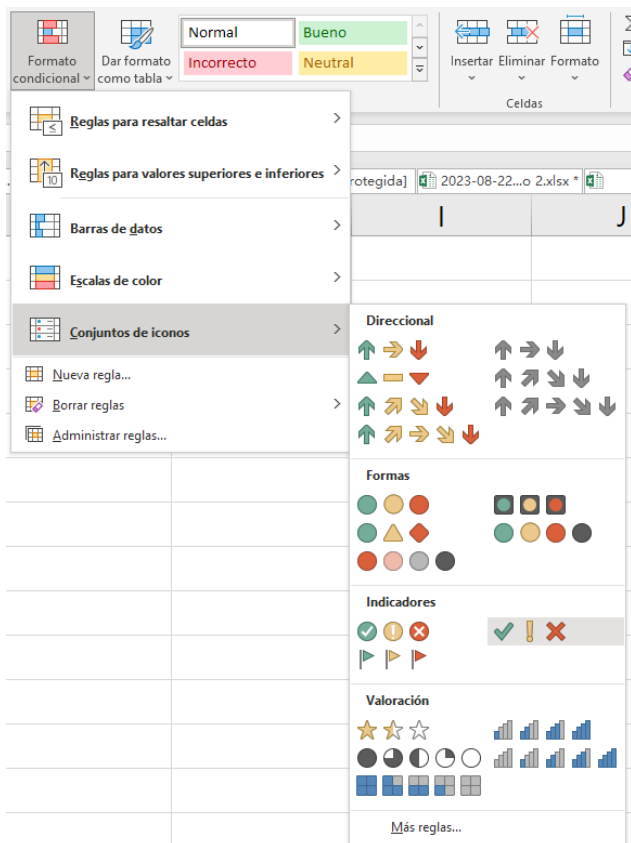 Normal
Bueno
Formato condicional
Dar formato como tabla
Incorrecto
Neutral
Insertar
Eliminar
Formato
Celdas
Reglas para resaltar celdas
Reglas para valores superiores e inferiores
10
rotegida]
2023-08-22...o 2.xlsx *
Barras de datos
I
J
Escalas de color
Conjuntos de iconos
Nueva regla...
Borrar reglas
Administrar reglas...
Direccional
Formas
Indicadores
Valoración
Más reglas...